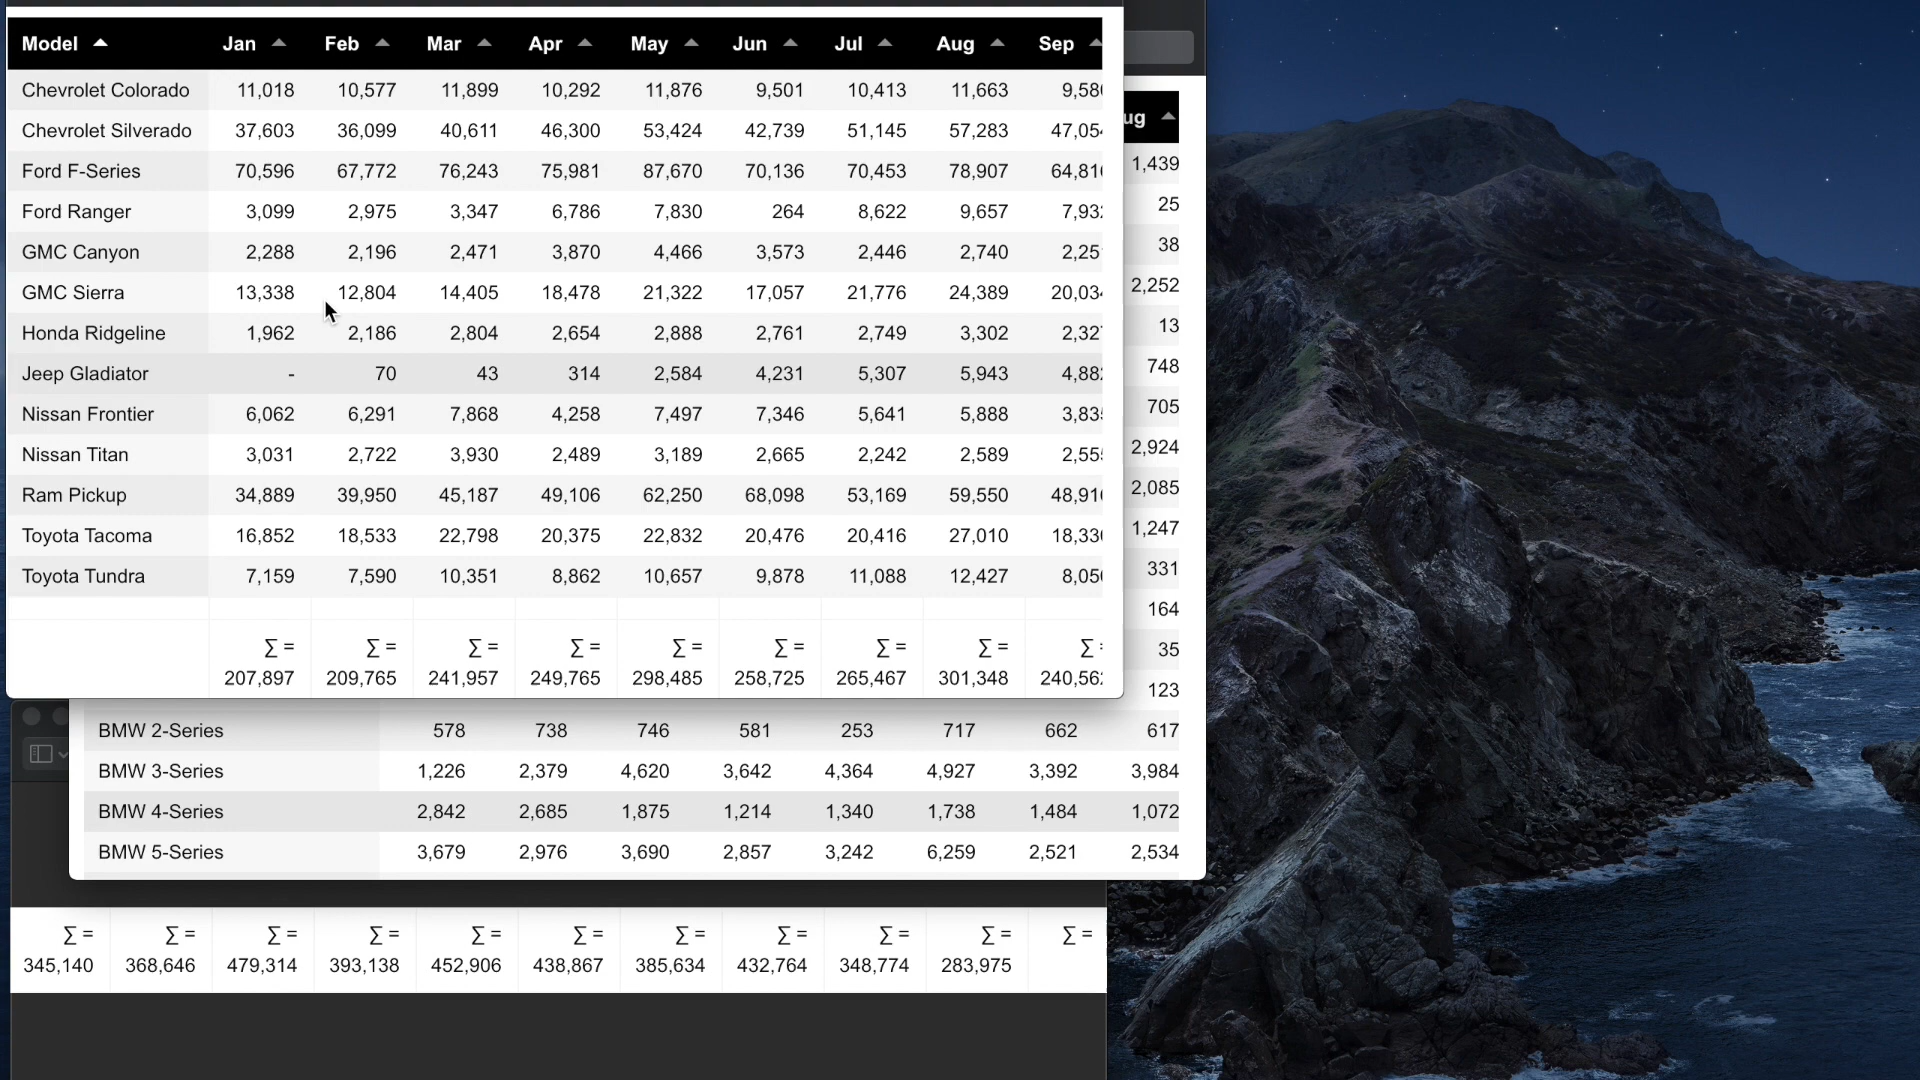 Model Jan Feb Mar Apr May Jun Jul Aug Sep
Chevrolet Colorado 11,018 10,577 11,899 10,292 11,876 9,501 10,413 11,663
Chevrolet Silverado 37,603 36,099 40,611 46,300 53,424 42,739 51,145 57,283
Ford F-Series 70,596 67,772 76,243 75,981 87,670 70,136 70,453 78,907
Ford Ranger 3,099 2,975 3,347 6,786 7,830 264 8,622 9,657
GMC Canyon 2,288 2,196 2,471 3,870 4,466 3,573 2,446 2,740
GMC Sierra 13,338 12,804 14,405 18,478 21,322 17,057 21,776 24,389
Honda Ridgeline 1,962 2,186 2,804 2,654 2,888 2,761 2,749 3,302
Jeep Gladiator - 70 43 314 2,584 4,231 5,307 5,943
Nissan Frontier 6,062 6,291 7,868 4,258 7,497 7,346 5,641 5,888
Nissan Titan 3,031 2,722 3,930 2,489 3,189 2,665 2,242 2,589
Ram Pickup 34,889 39,950 45,187 49,106 62,250 68,098 53,169 59,550
Toyota Tacoma 16,852 18,533 22,798 20,375 22,832 20,476 20,416 27,010
Toyota Tundra 7,159 7,590 10,351 8,862 10,657 9,878 11,088 12,427
∑ = ∑ = ∑ = ∑ = ∑ = ∑ = ∑ = ∑ = ∑
207,897 209,765 241,957 249,765 298,485 258,725 265,467 301,348
ug
1,439
25
38
2,252
13
748
705
2,924
2,085
1,247
331
164
35
123
BMW 2-Series 578 738 746 581 253 717 662 617
BMW 3-Series 1,226 2,379 4,620 3,642 4,364 4,927 3,392 3,984
BMW 4-Series 2,842 2,685 1,875 1,214 1,340 1,738 1,484 1,072
BMW 5-Series 3,679 2,976 3,690 2,857 3,242 6,259 2,521 2,534
∑ = ∑ = ∑ = ∑ = ∑ = ∑ = ∑ = ∑ = ∑ = ∑ = ∑ =
345,140 368,646 479,314 393,138 452,906 438,867 385,634 432,764 348,774 283,975